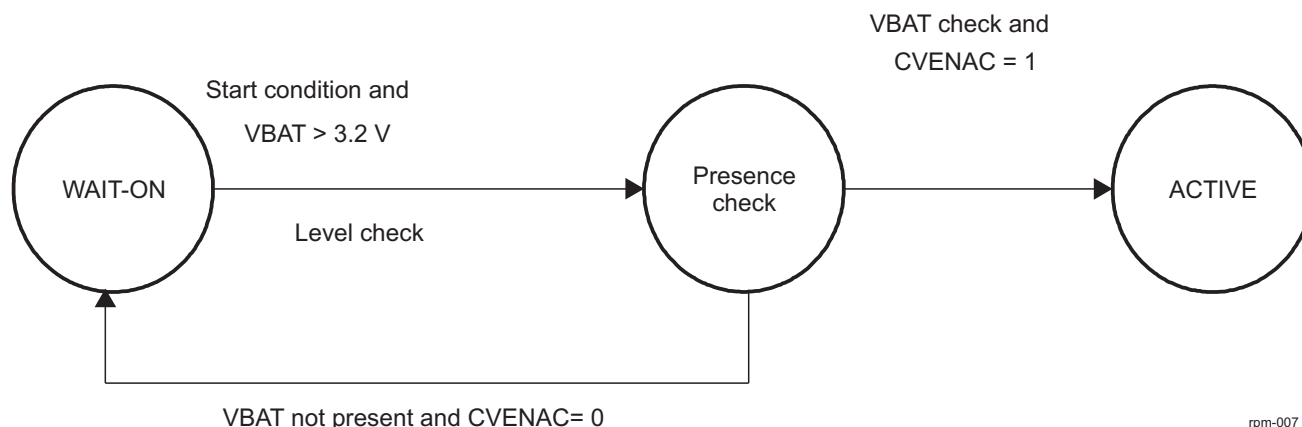 VBAT check and
CVENAC = 1
Start condition and
VBAT > 3.2 V
WAIT-ON
Presence
check
ACTIVE
Level check
VBAT not present and CVENAC= 0
rpm-007